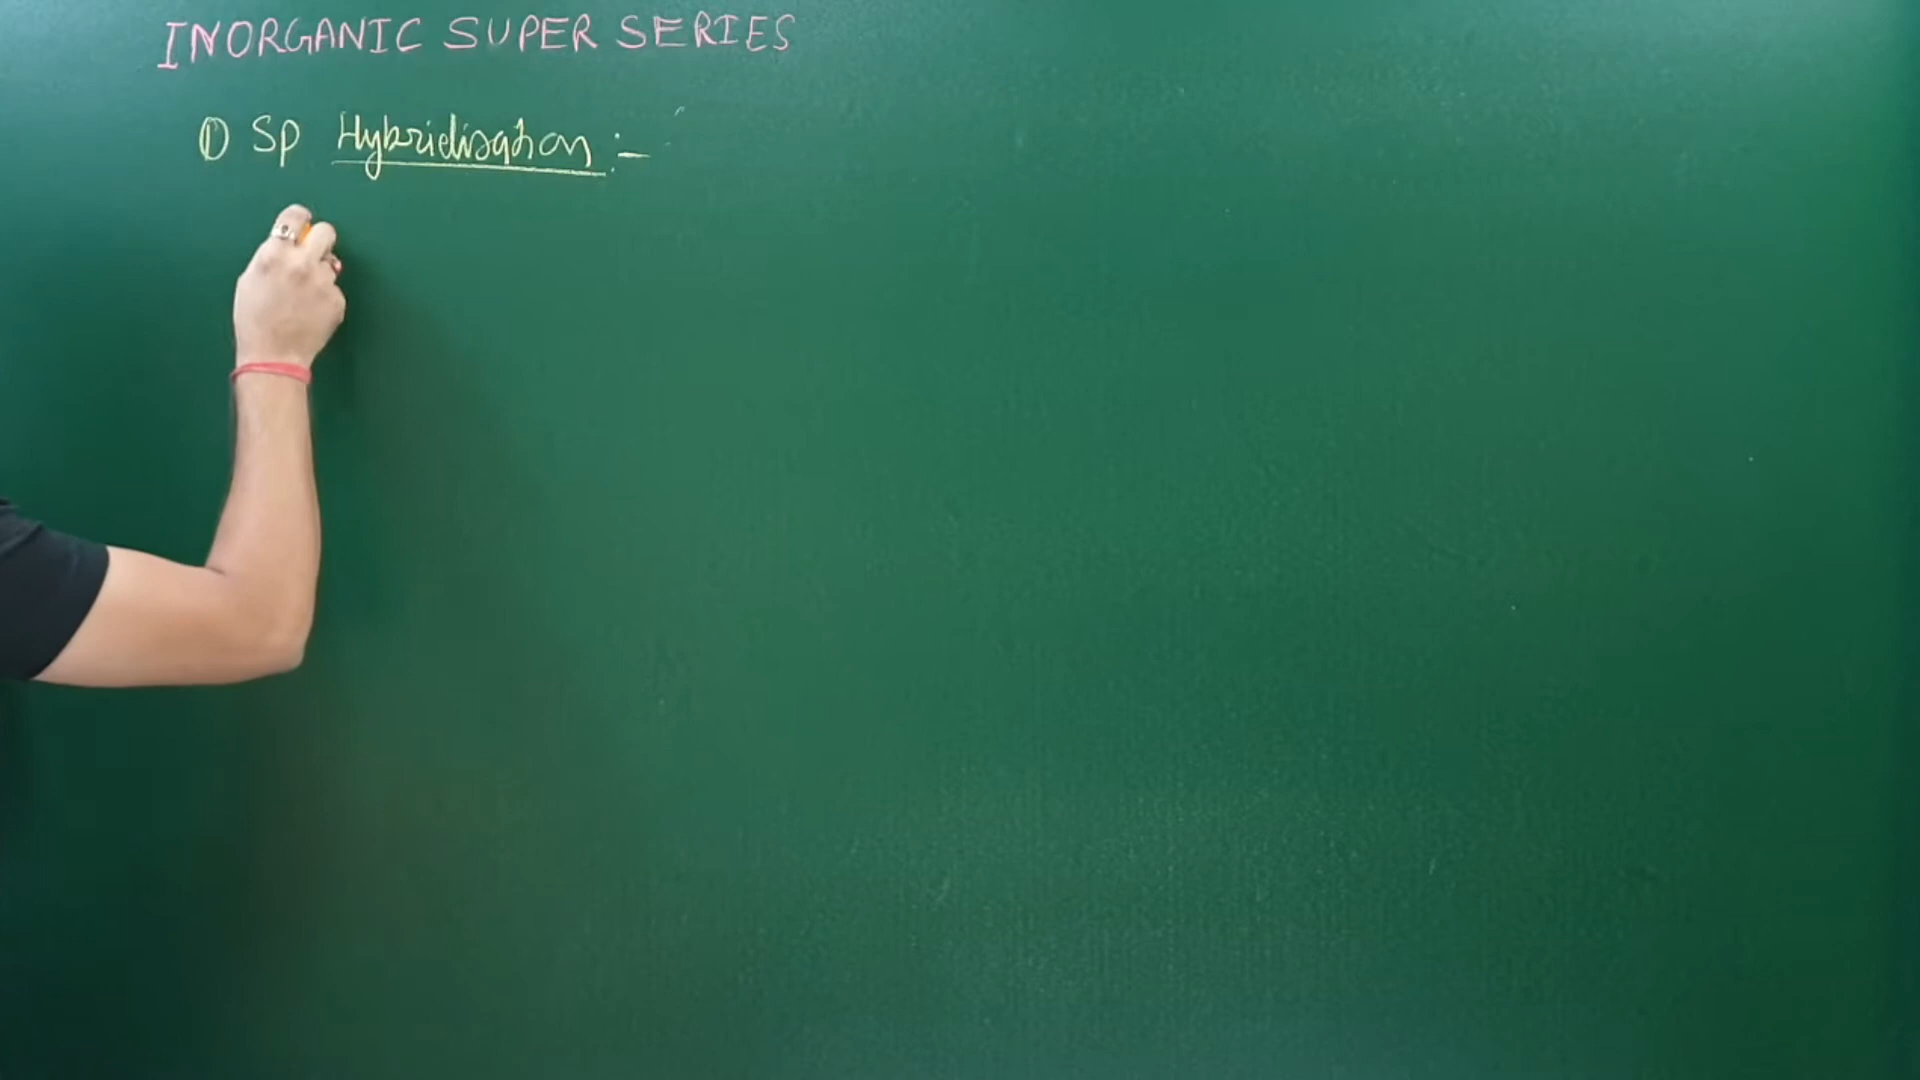 INORGANIC SUPER SERIES
① Sp Hybridisation :-